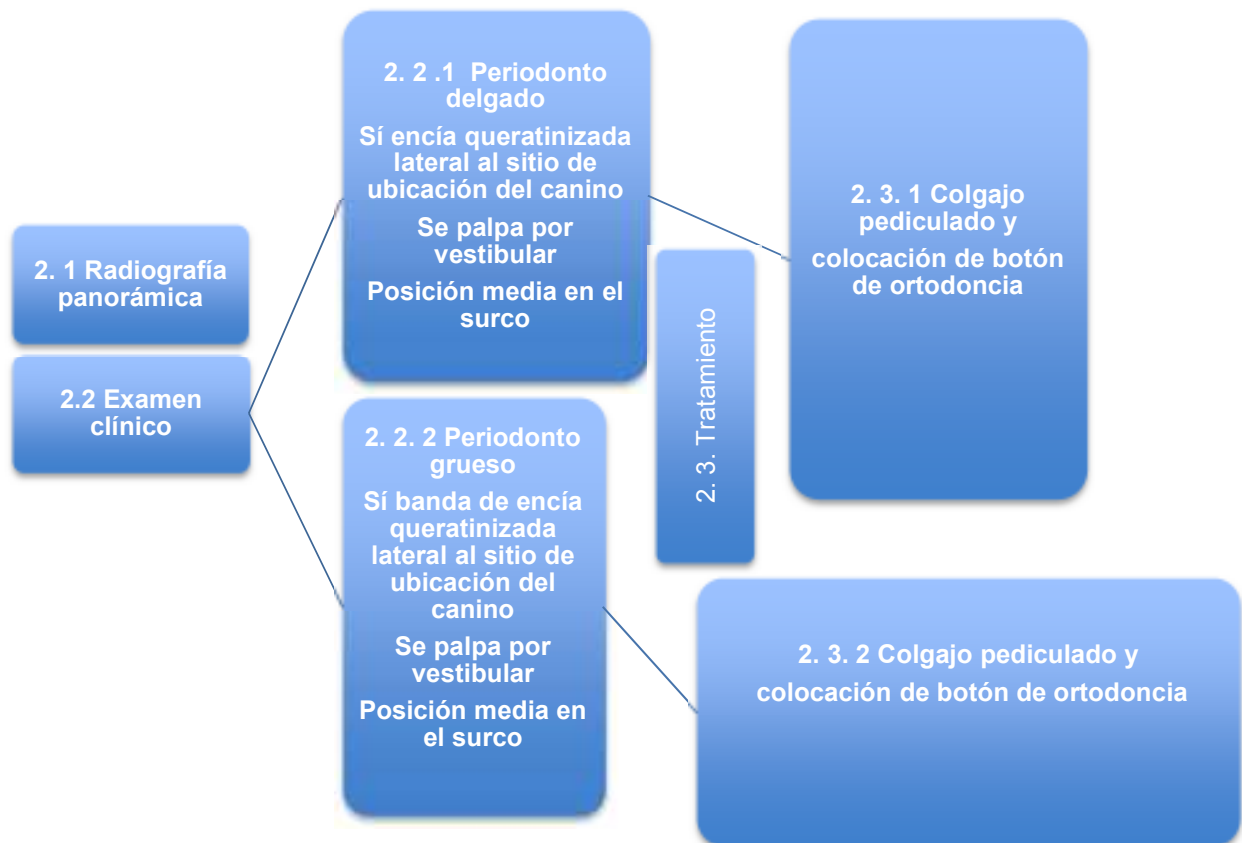 2. 1 Radiografía
panorámica
2.2 Examen
clínico
2. 2 .1 Periodonto
delgado
Sí encía queratinizada
lateral al sitio de
ubicación del canino
Se palpa por
vestibular
Posición media en el
surco
2. 2. 2 Periodonto
grueso
Sí banda de encía
queratinizada
lateral al sitio de
ubicación del
canino
Se palpa por
vestibular
Posición media en
el surco
2. 3. Tratamiento
2. 3. 1 Colgajo
pediculado y
colocación de botón
de ortodoncia
2. 3. 2 Colgajo pediculado y
colocación de botón de ortodoncia